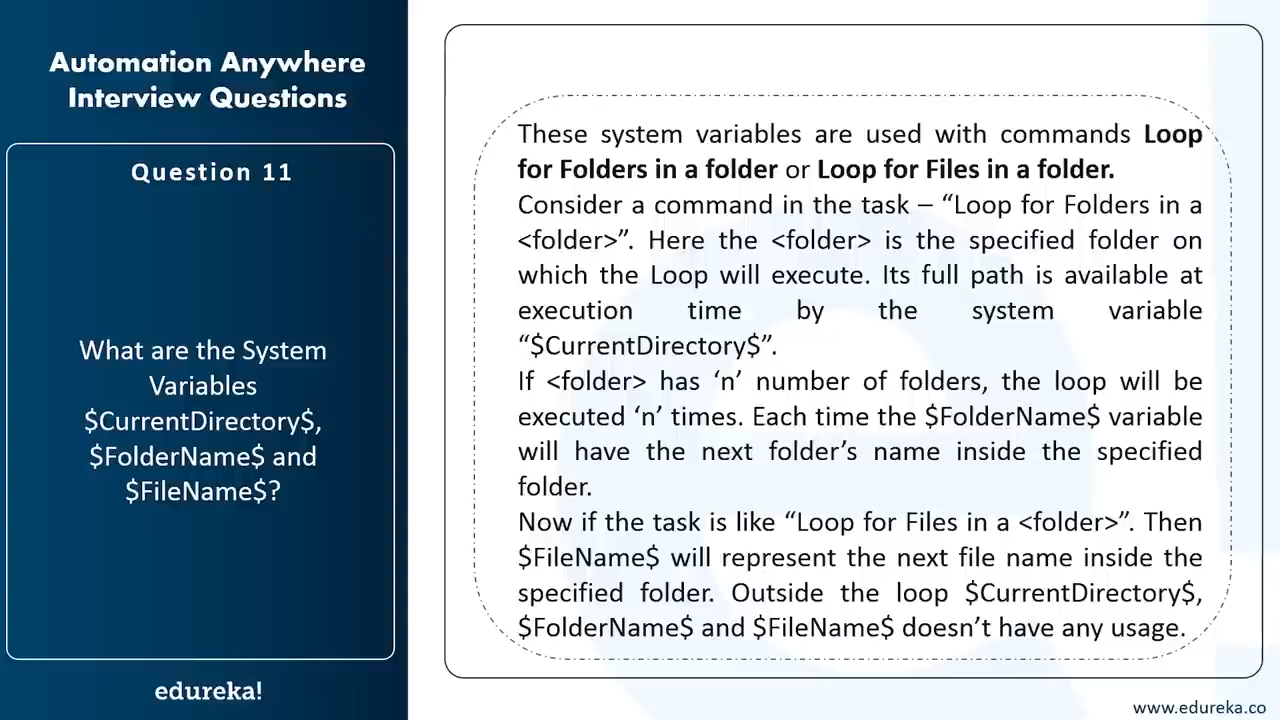 Automation Anywhere
Interview Questions
Question 11
What are the System
Variables
$CurrentDirectory$,
$FolderName$ and
$FileName$?
edureka!
These system variables are used with commands Loop
for Folders in a folder or Loop for Files in a folder.
Consider a command in the task – “Loop for Folders in a
<folder>”. Here the <folder> is the specified folder on
which the Loop will execute. Its full path is available at
execution time by the system variable
“$CurrentDirectory$”.
If <folder> has ‘n’ number of folders, the loop will be
executed ‘n’ times. Each time the $FolderName$ variable
will have the next folder’s name inside the specified
folder.
Now if the task is like “Loop for Files in a <folder>”. Then
$FileName$ will represent the next file name inside the
specified folder. Outside the loop $CurrentDirectory$,
$FolderName$ and $FileName$ doesn’t have any usage.
www.edureka.co